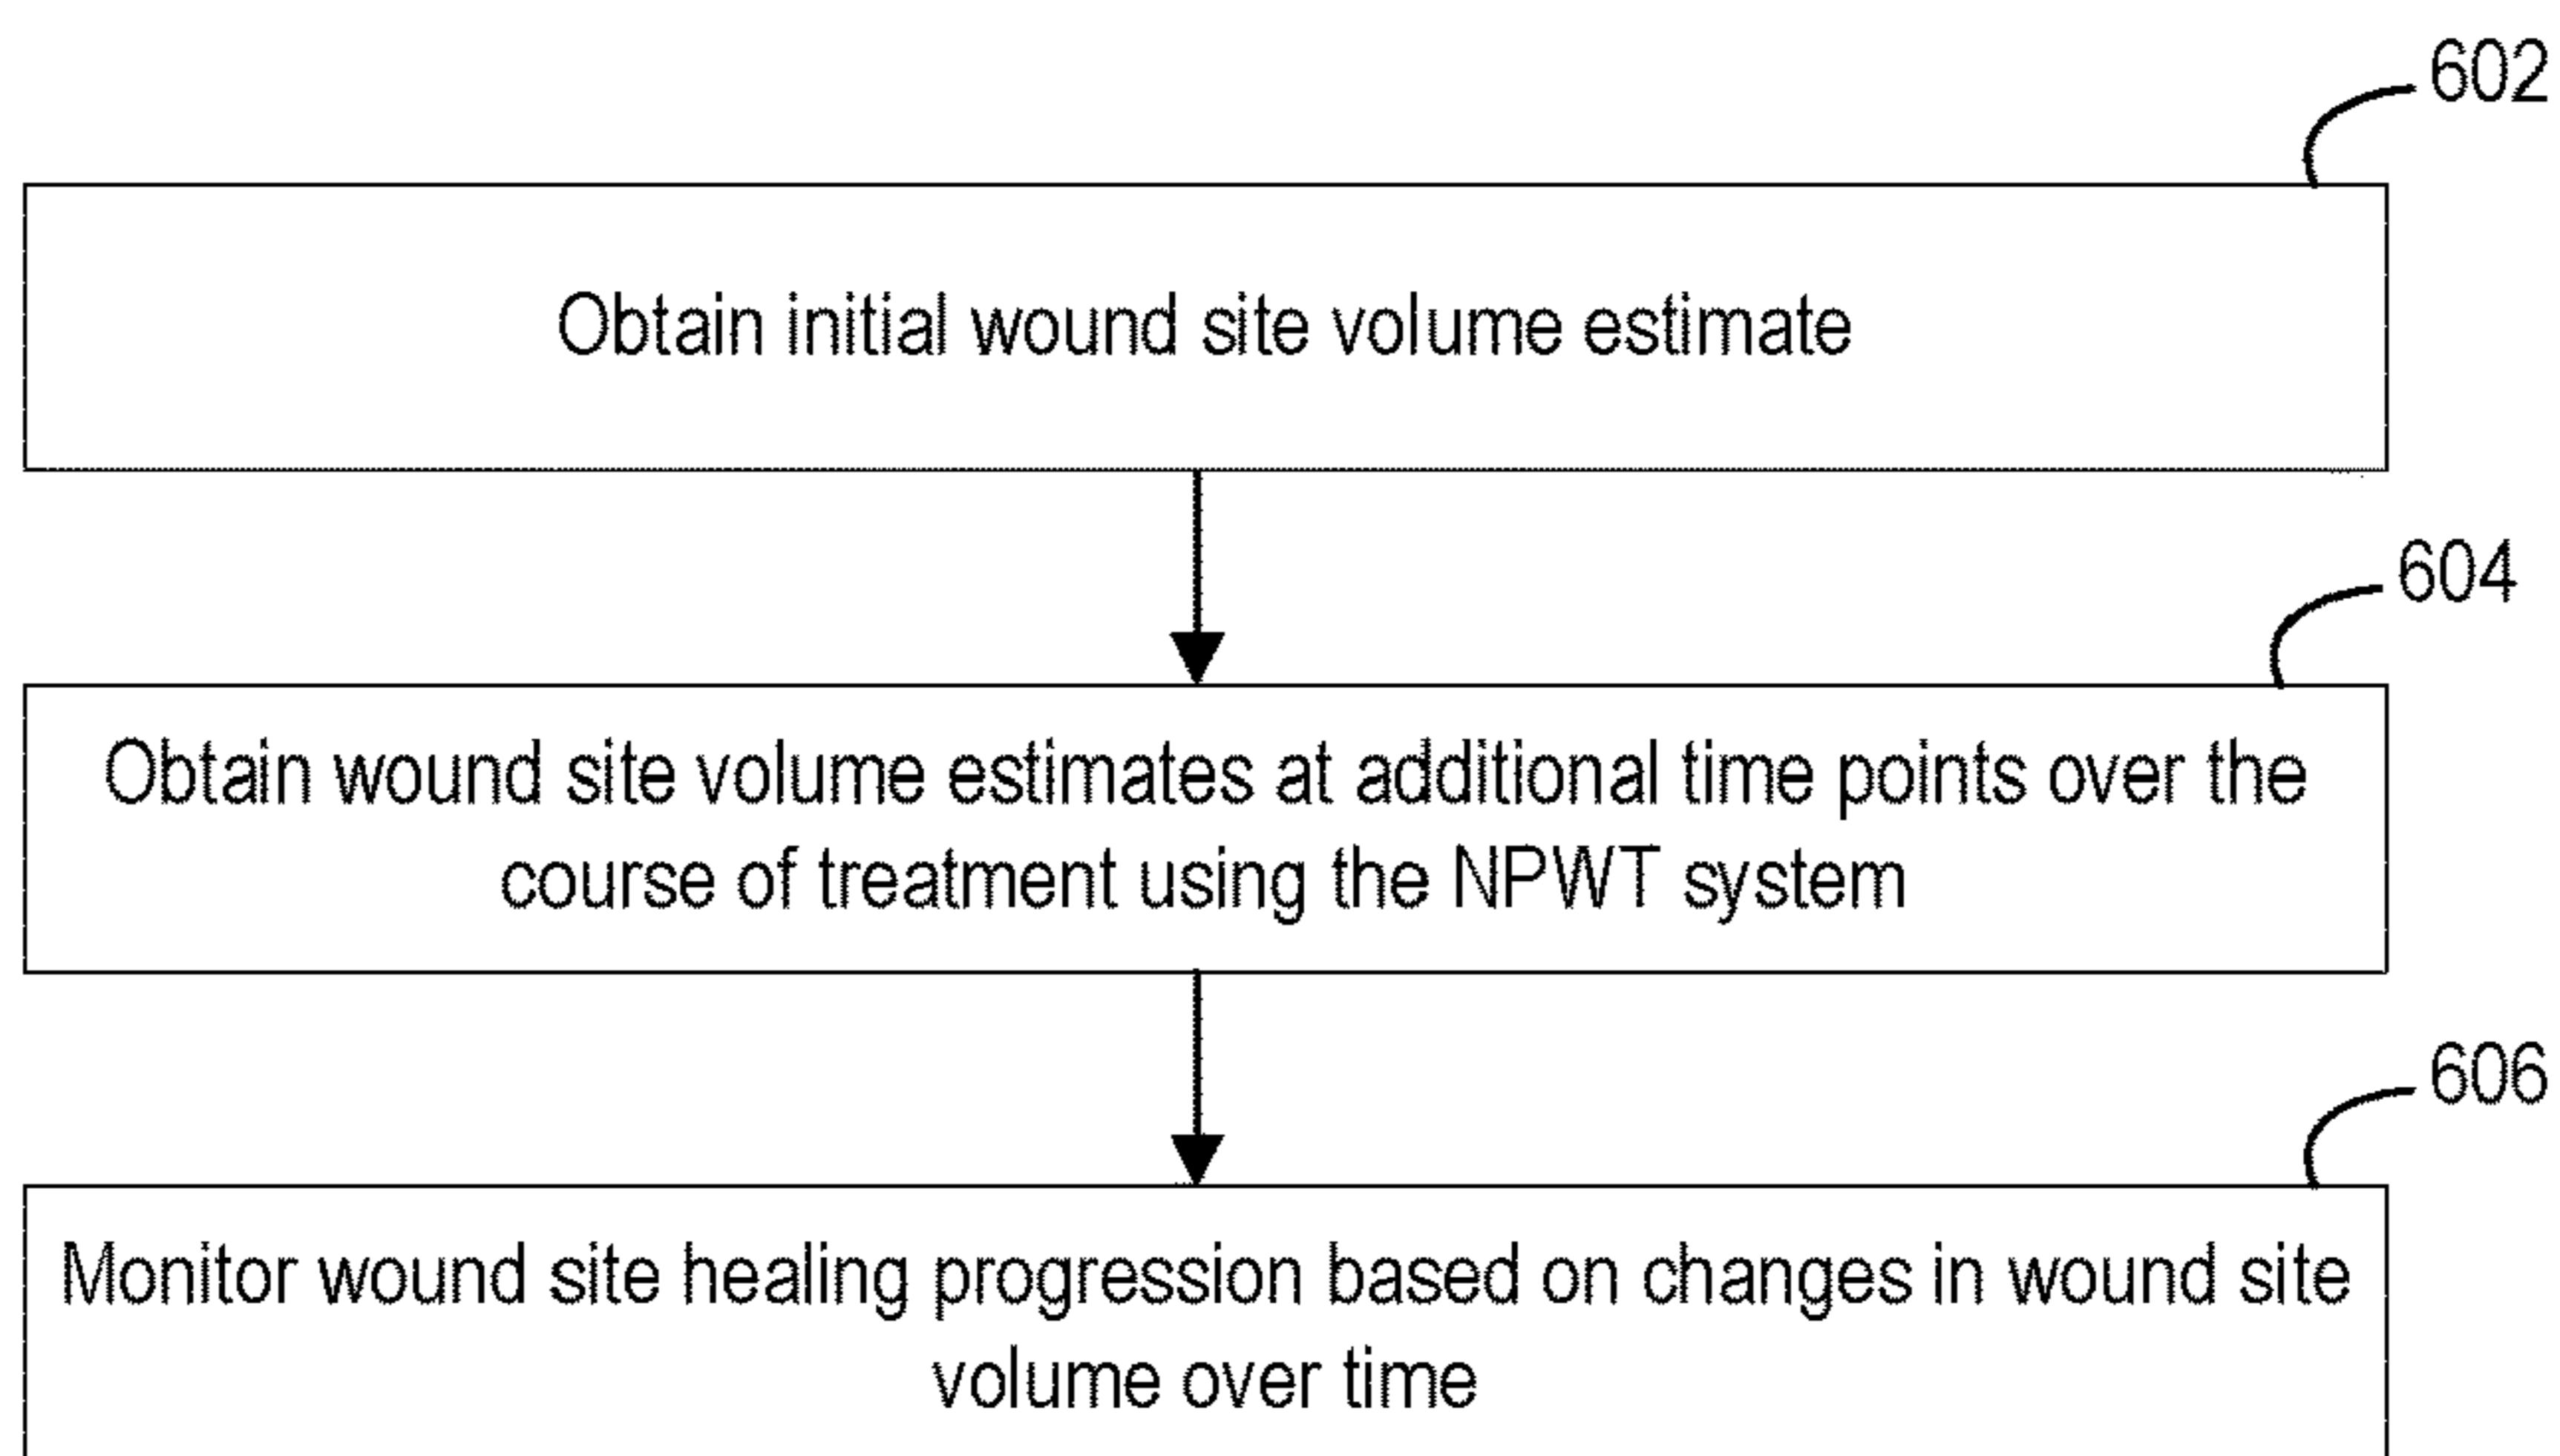 602
Obtain initial wound site volume estimate
604
Obtain wound site volume estimates at additional time points over the
course of treatment using the NPWT system
606
Monitor wound site healing progression based on changes in wound site
volume over time